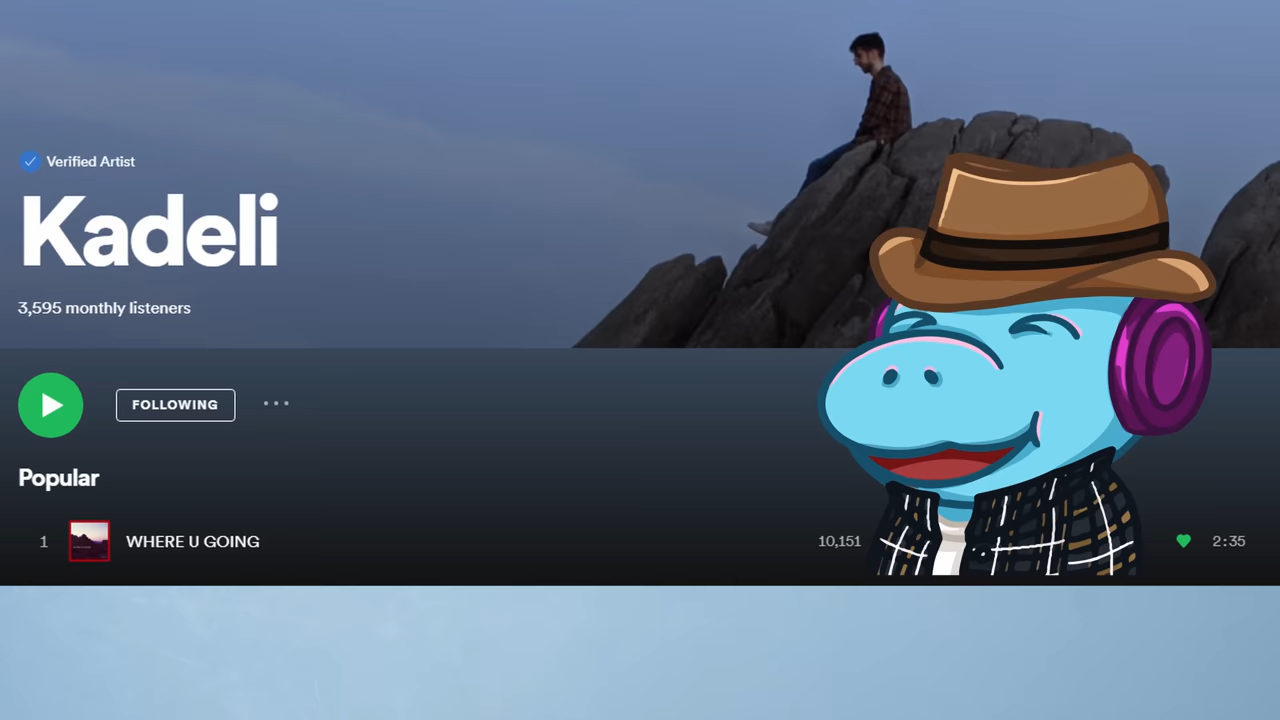 Verified Artist
Kadeli
3,595 monthly listeners
FOLLOWING
Popular
1 WHERE U GOING 10,151 2:35